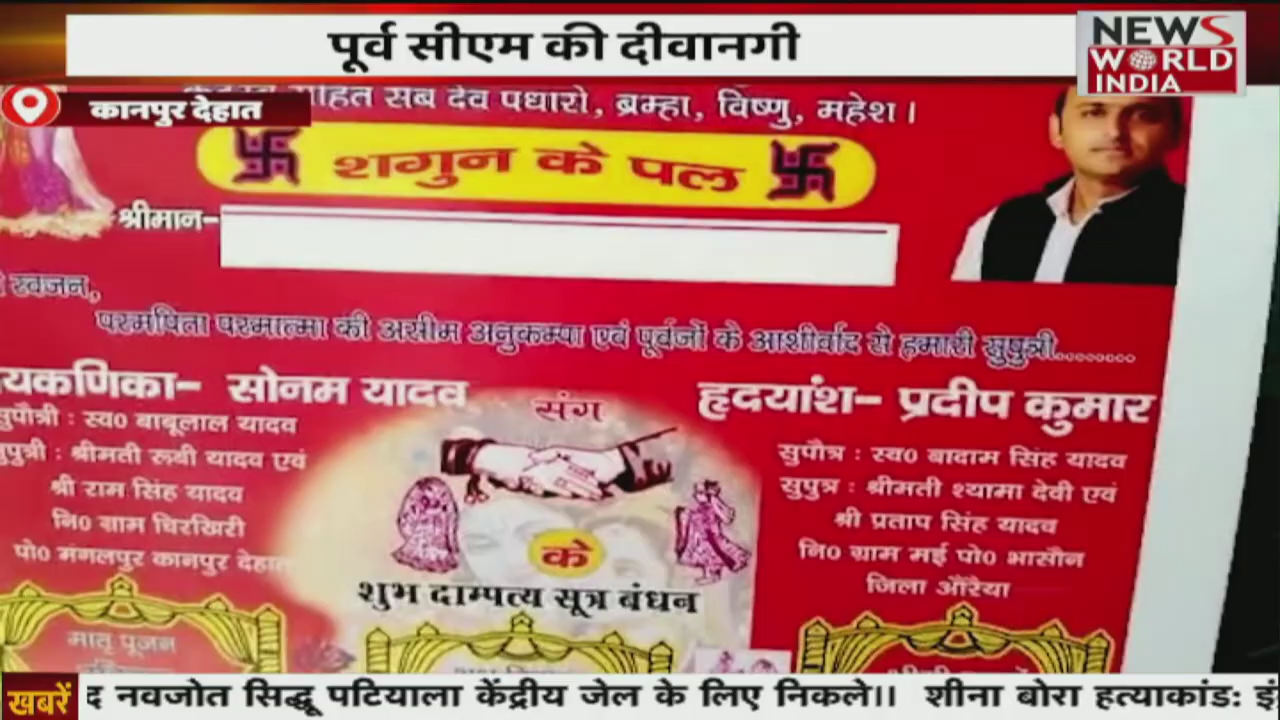 पूर्व सीएम की दीवानगी
NEWS
WORLD
INDIA
कानपुर देहात
सब देव पधारो, ब्रम्हा, विष्णु, महेश।
शगुन के पल
श्रीमान-
स्वजन,
परमपिता परमात्मा की असीम अनुकम्पा एवं पूर्वजों के आशीर्वाद से हमारी सुपुत्री........
सोनम यादव
सुपौत्री : स्व0 बाबूलाल यादव
सुपुत्री : श्रीमती रूबी यादव एवं
श्री राम सिंह यादव
नि0 ग्राम घिरखिरी
पो0 मंगलपुर कानपुर देहात
संग
के
शुभ दाम्पत्य सूत्र बंधन
हृदयांश- प्रदीप कुमार
सुपौत्र : स्व0 बादाम सिंह यादव
सुपुत्र : श्रीमती श्यामा देवी एवं
श्री प्रताप सिंह यादव
नि0 ग्राम मई पो0 भासौन
जिला औरैया
मातृ पूजन
खबरें
द नवजोत सिद्धू पटियाला केंद्रीय जेल के लिए निकले।। शीना बोरा हत्याकांड: